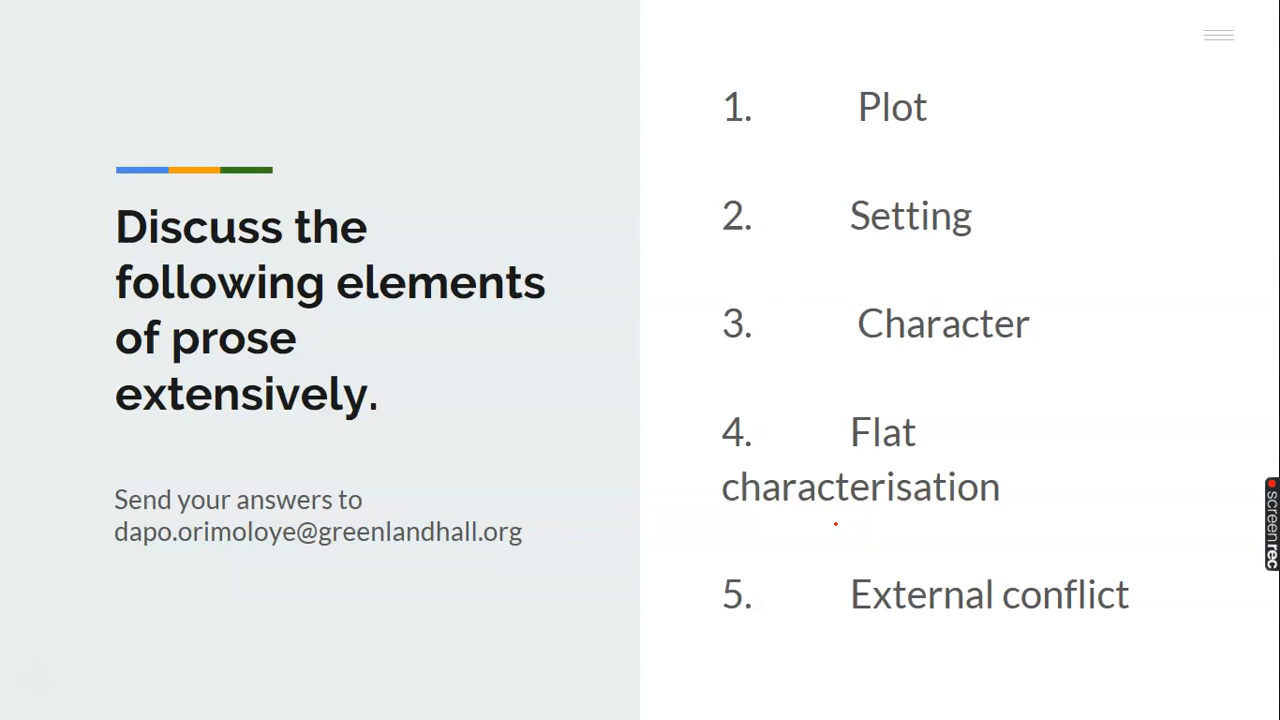 Discuss the
following elements
of prose
extensively.
Send your answers to
dapo.orimoloye@greenlandhall.org
1. Plot
2. Setting
3. Character
4. Flat
characterisation
5. External conflict
screenrec